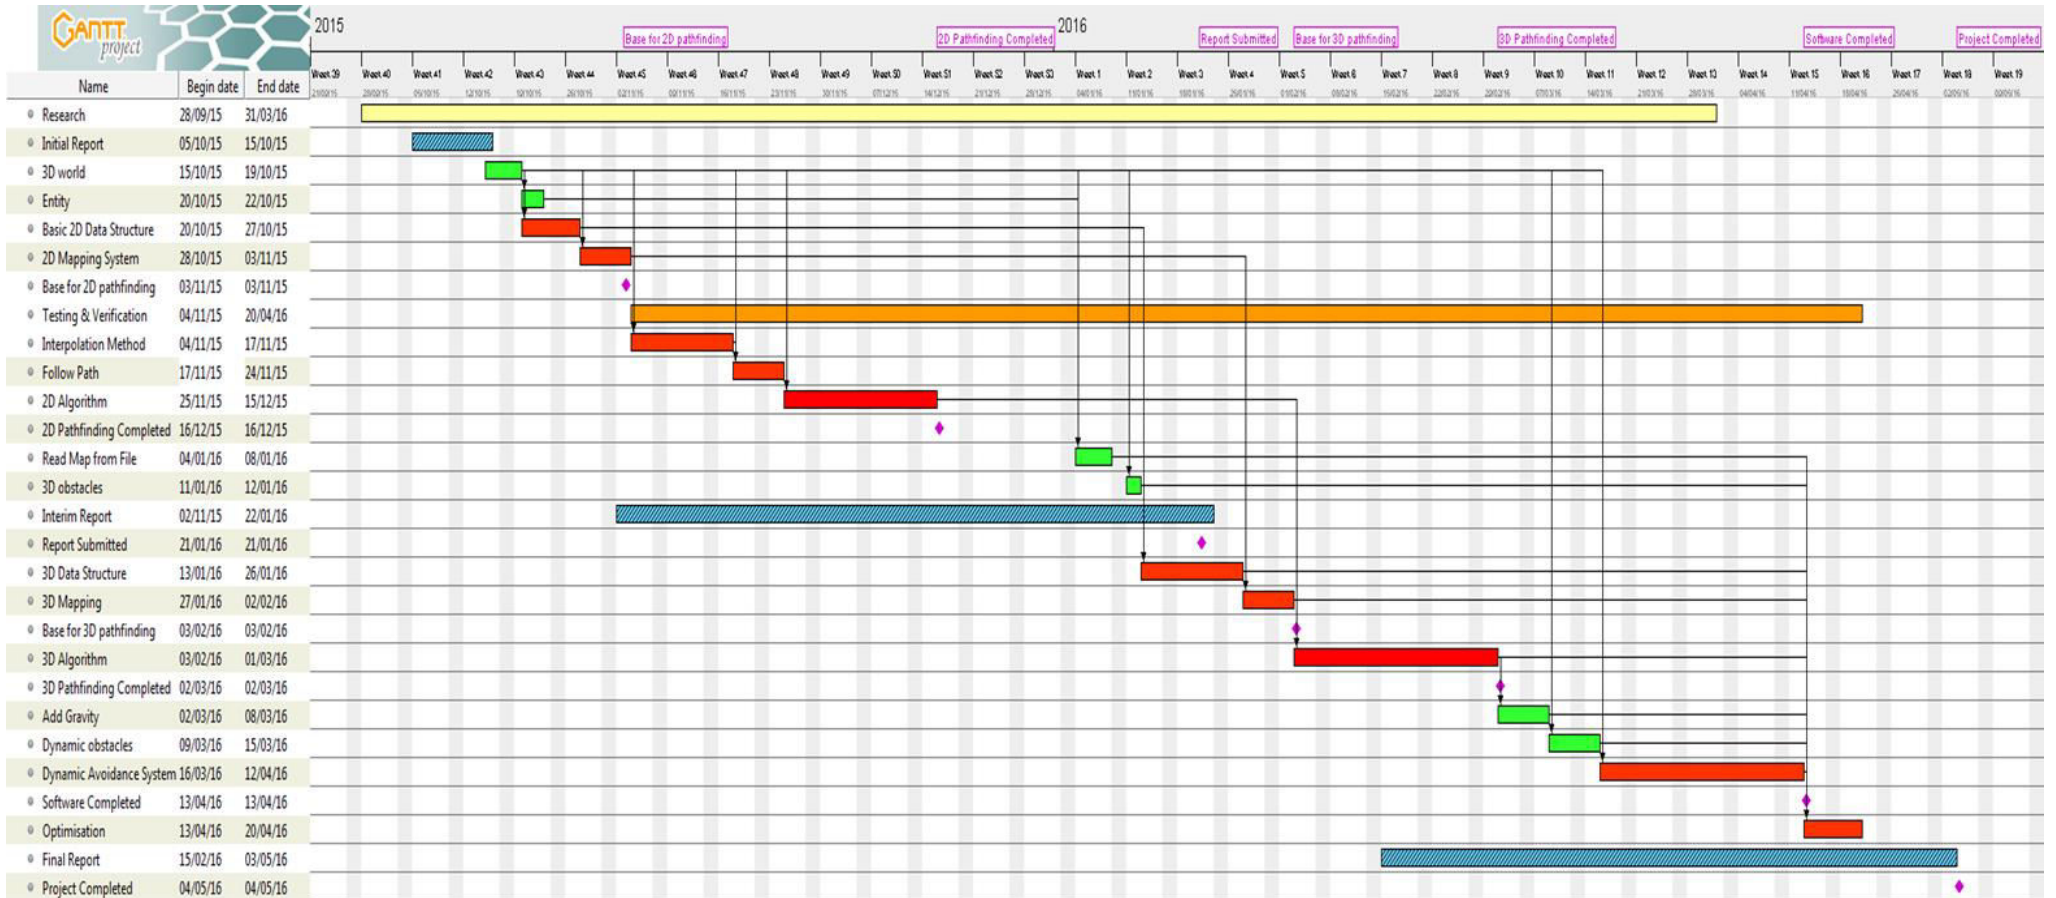 GANTT
project
2015
2016
Base for 2D pathfinding
2D Pathfinding Completed
Report Submitted
Base for 3D pathfinding
3D Pathfinding Completed
Software Completed
Project Completed
Week 39 Week 40 Week 41 Week 42 Week 43 Week 44 Week 45 Week 46 Week 47 Week 48 Week 49 Week 50 Week 51 Week 52 Week 53 Week 1 Week 2 Week 3 Week 4 Week 5 Week 6 Week 7 Week 8 Week 9 Week 10 Week 11 Week 12 Week 13 Week 14 Week 15 Week 16 Week 17 Week 18 Week 19
Name Begin date End date
Research 28/09/15 31/03/16
Initial Report 05/10/15 15/10/15
3D world 15/10/15 19/10/15
Entity 20/10/15 22/10/15
Basic 2D Data Structure 20/10/15 27/10/15
2D Mapping System 28/10/15 03/11/15
Base for 2D pathfinding 03/11/15 03/11/15
Testing & Verification 04/11/15 20/04/16
Interpolation Method 04/11/15 17/11/15
Follow Path 17/11/15 24/11/15
2D Algorithm 25/11/15 15/12/15
2D Pathfinding Completed 16/12/15 16/12/15
Read Map from File 04/01/16 08/01/16
3D obstacles 11/01/16 12/01/16
Interim Report 02/11/15 22/01/16
Report Submitted 21/01/16 21/01/16
3D Data Structure 13/01/16 26/01/16
3D Mapping 27/01/16 02/02/16
Base for 3D pathfinding 03/02/16 03/02/16
3D Algorithm 03/02/16 01/03/16
3D Pathfinding Completed 02/03/16 02/03/16
Add Gravity 02/03/16 08/03/16
Dynamic obstacles 09/03/16 15/03/16
Dynamic Avoidance System 16/03/16 12/04/16
Software Completed 13/04/16 13/04/16
Optimisation 13/04/16 20/04/16
Final Report 15/02/16 03/05/16
Project Completed 04/05/16 04/05/16